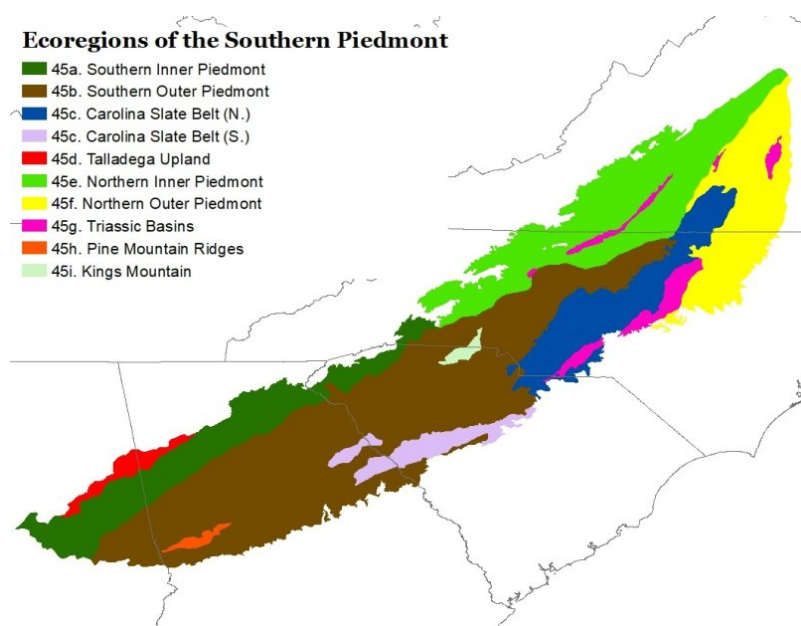 Ecoregions of the Southern Piedmont
45a. Southern Inner Piedmont
45b. Southern Outer Piedmont
45c. Carolina Slate Belt (N.)
45c. Carolina Slate Belt (S.)
45d. Talladega Upland
45e. Northern Inner Piedmont
45f. Northern Outer Piedmont
45g. Triassic Basins
45h. Pine Mountain Ridges
45i. Kings Mountain